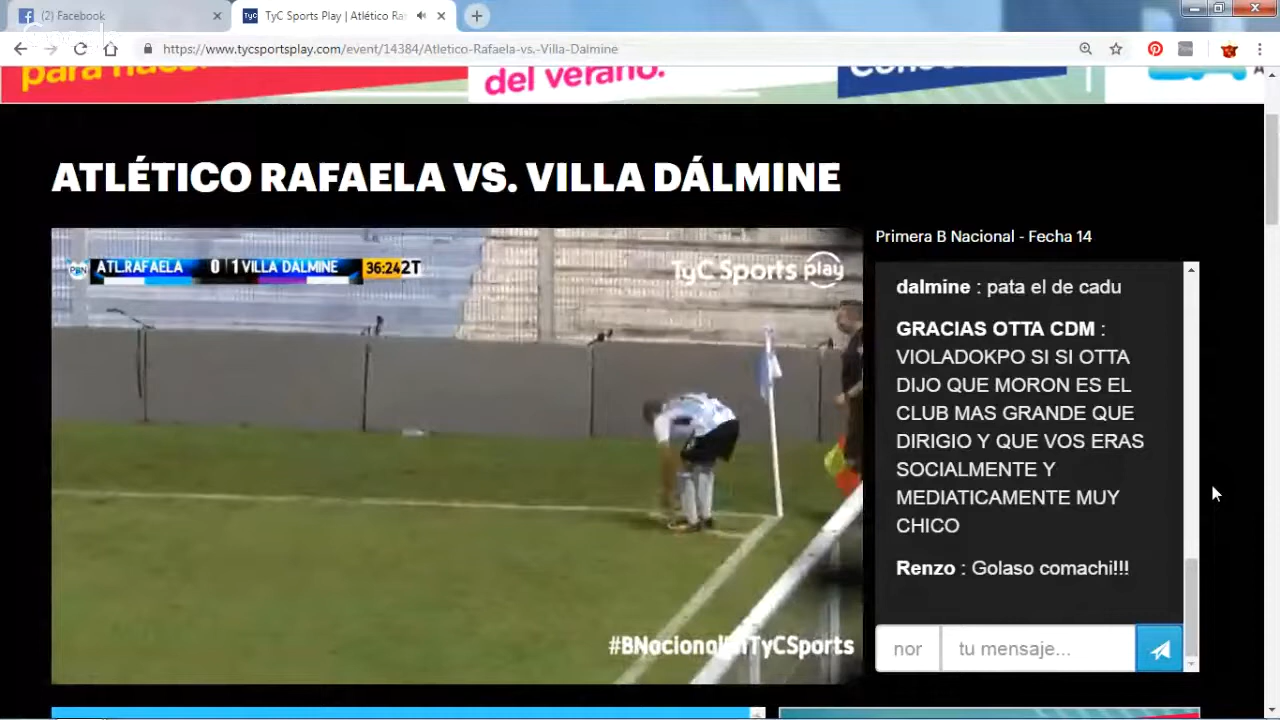 (2) Facebook
TyC Sports Play | Atlético Ra
https://www.tycsportsplay.com/event/14384/Atletico-Rafaela-vs.-Villa-Dalmine
para
del verano.
ATLÉTICO RAFAELA VS. VILLA DÁLMINE
PBN ATL.RAFAELA 0 1 VILLA DALMINE 36:24 2T
TyC Sports play
#BNacionalEnTyCSports
Primera B Nacional - Fecha 14
dalmine : pata el de cadu
GRACIAS OTTA CDM :
VIOLADOKPO SI SI OTTA
DIJO QUE MORON ES EL
CLUB MAS GRANDE QUE
DIRIGIO Y QUE VOS ERAS
SOCIALMENTE Y
MEDIATICAMENTE MUY
CHICO
Renzo : Golaso comachi!!!
nor
tu mensaje...